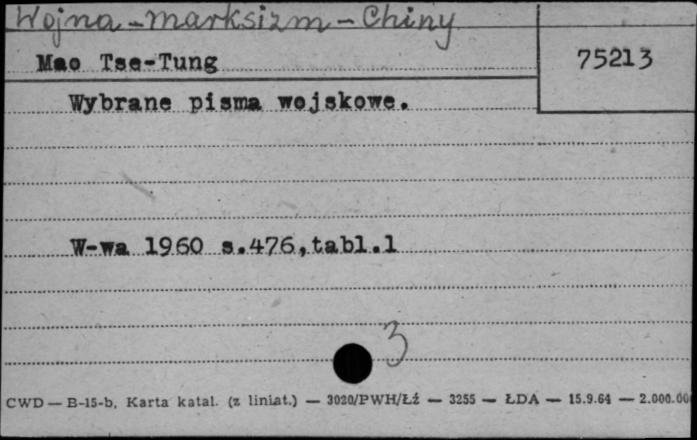 Wojna - marksizm - Chiny
Mao Tse-Tung
75213
Wybrane pisma wojskowe.
W-wa 1960 s.476,tabl.1
3
CWD — B-15-b, Karta katal. (z liniat.) — 3020/PWH/Łź — 3255 — ŁDA — 15.9.64 — 2.000.00